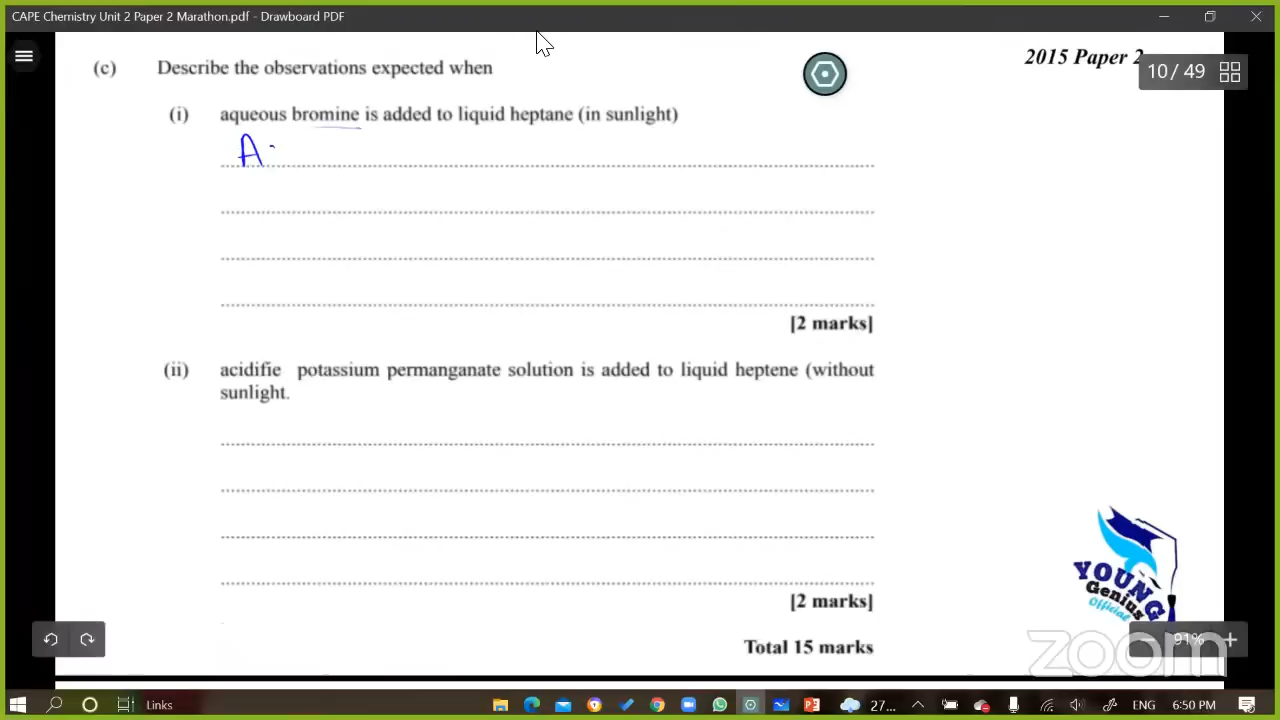 CAPE Chemistry Unit 2 Paper 2 Marathon.pdf - Drawboard PDF
2015 Paper 2
10 / 49
(c) Describe the observations expected when
(i) aqueous bromine is added to liquid heptane (in sunlight)
A
[2 marks]
(ii) acidifie potassium permanganate solution is added to liquid heptene (without
sunlight.
[2 marks]
Total 15 marks
YOUNG
Genius
Official
91%
zoom
Links
27...
ENG
6:50 PM